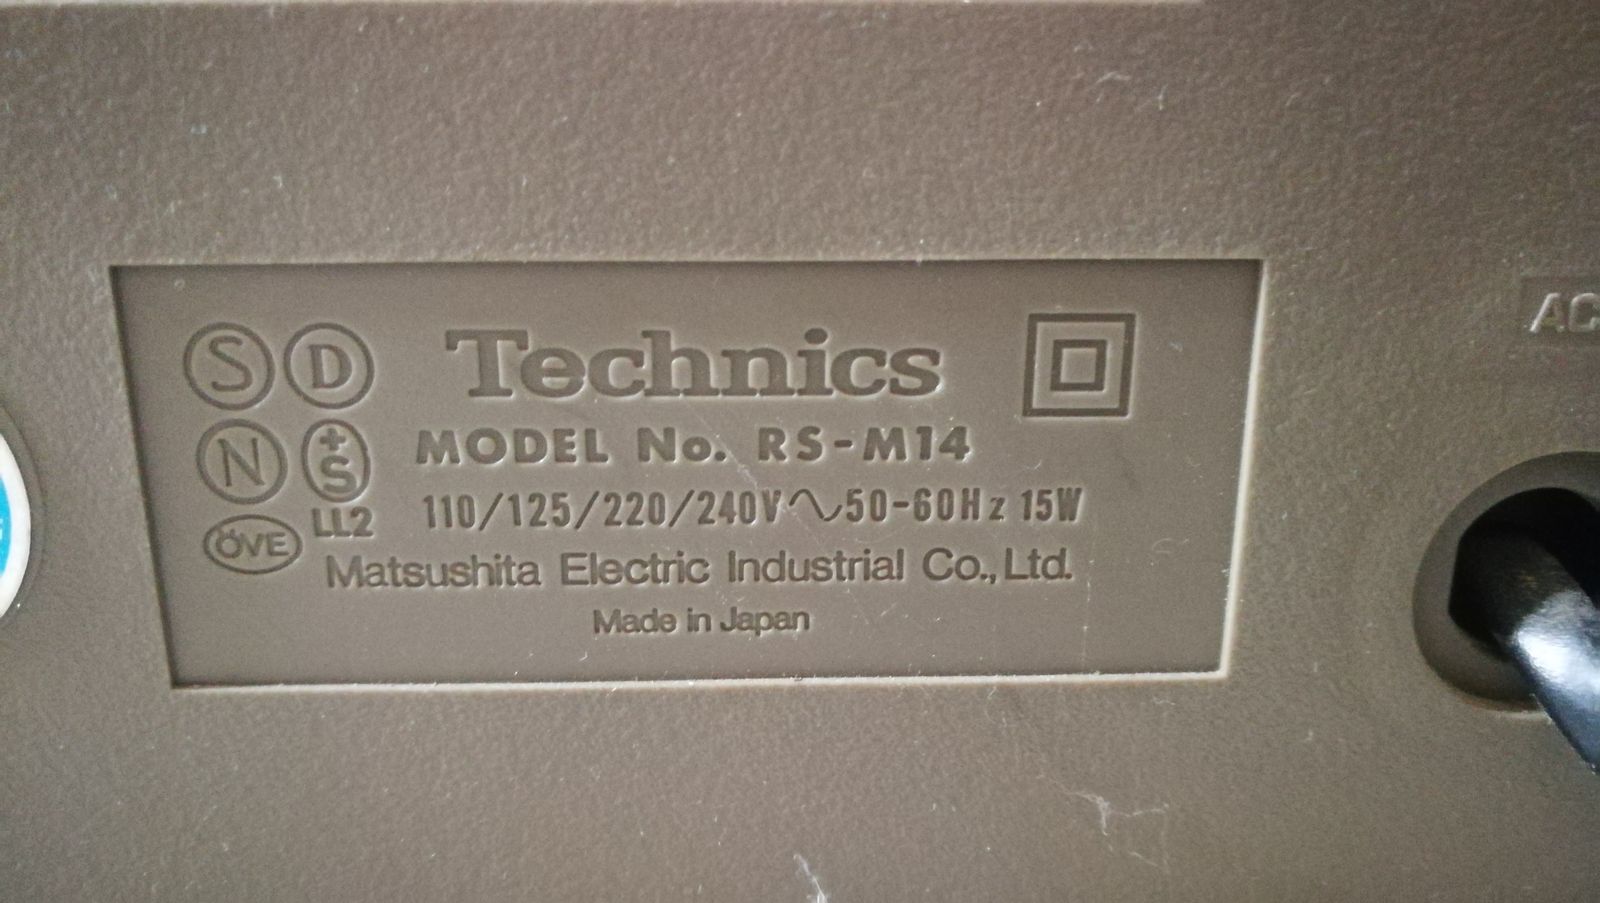 S D
Technics
N +S
MODEL No. RS-M14
LL2
110/125/220/240V∿50-60Hz 15W
ÖVE
Matsushita Electric Industrial Co., Ltd.
Made in Japan
AC